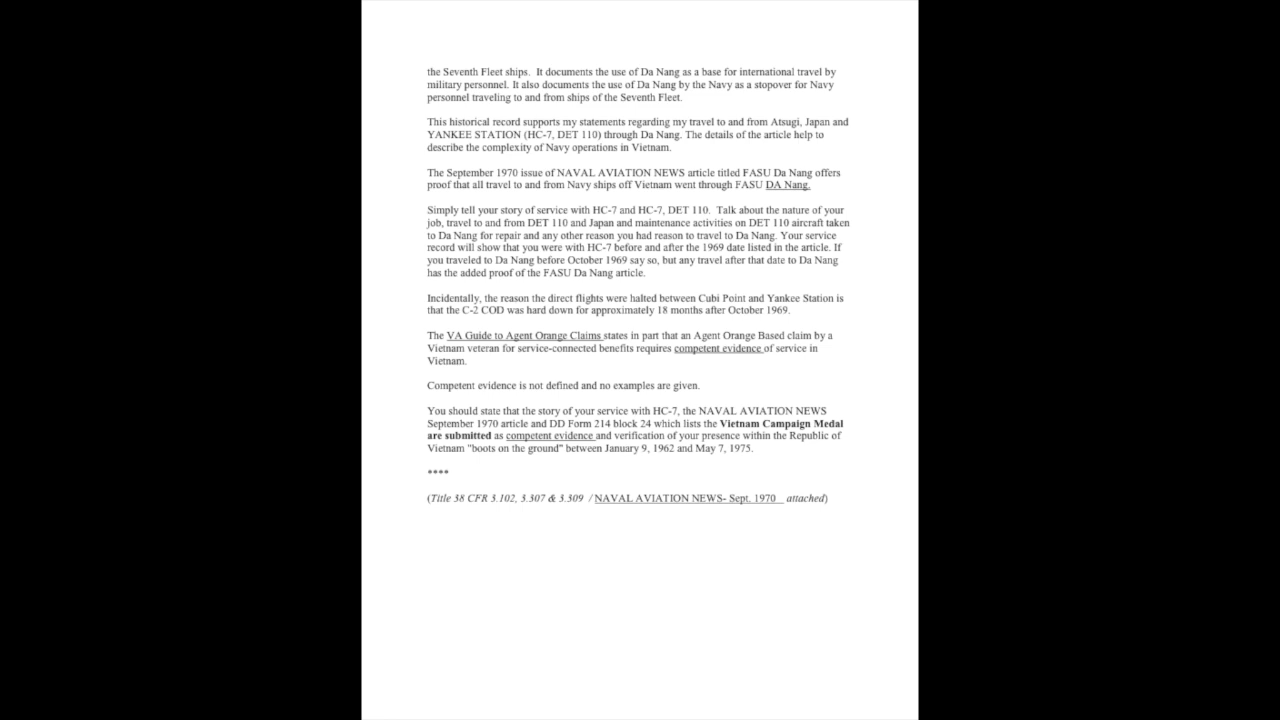 the Seventh Fleet ships.  It documents the use of Da Nang as a base for international travel by
military personnel. It also documents the use of Da Nang by the Navy as a stopover for Navy
personnel traveling to and from ships of the Seventh Fleet.
This historical record supports my statements regarding my travel to and from Atsugi, Japan and
YANKEE STATION (HC-7, DET 110) through Da Nang. The details of the article help to
describe the complexity of Navy operations in Vietnam.
The September 1970 issue of NAVAL AVIATION NEWS article titled FASU Da Nang offers
proof that all travel to and from Navy ships off Vietnam went through FASU DA Nang.
Simply tell your story of service with HC-7 and HC-7, DET 110.  Talk about the nature of your
job, travel to and from DET 110 and Japan and maintenance activities on DET 110 aircraft taken
to Da Nang for repair and any other reason you had reason to travel to Da Nang. Your service
record will show that you were with HC-7 before and after the 1969 date listed in the article. If
you traveled to Da Nang before October 1969 say so, but any travel after that date to Da Nang
has the added proof of the FASU Da Nang article.
Incidentally, the reason the direct flights were halted between Cubi Point and Yankee Station is
that the C-2 COD was hard down for approximately 18 months after October 1969.
The VA Guide to Agent Orange Claims states in part that an Agent Orange Based claim by a
Vietnam veteran for service-connected benefits requires competent evidence of service in
Vietnam.
Competent evidence is not defined and no examples are given.
You should state that the story of your service with HC-7, the NAVAL AVIATION NEWS
September 1970 article and DD Form 214 block 24 which lists the Vietnam Campaign Medal
are submitted as competent evidence and verification of your presence within the Republic of
Vietnam "boots on the ground" between January 9, 1962 and May 7, 1975.
****
(Title 38 CFR 3.102, 3.307 & 3.309  / NAVAL AVIATION NEWS- Sept. 1970   attached)